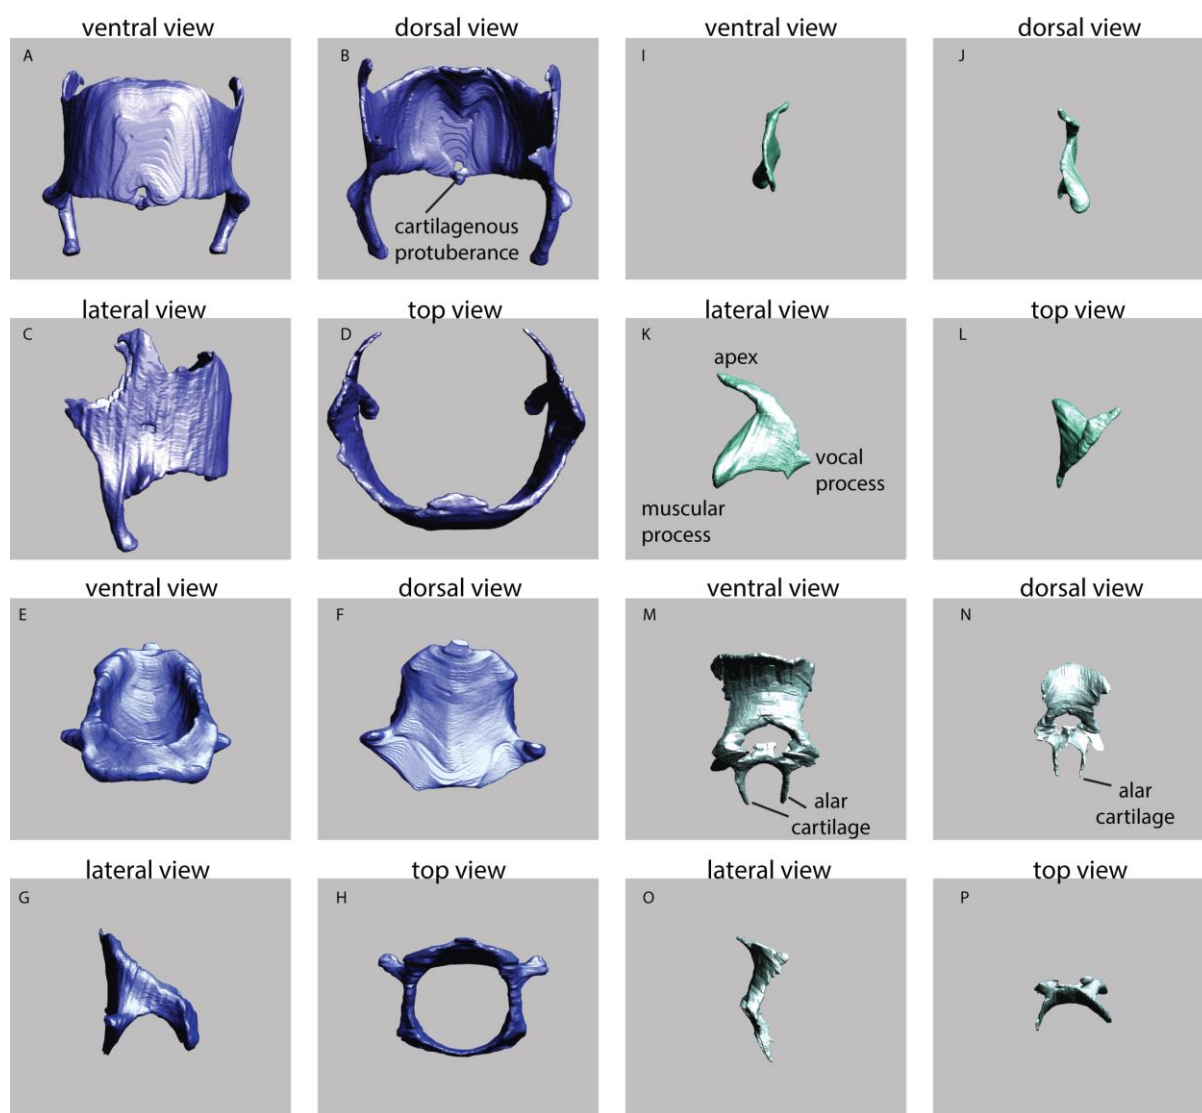 ventral view
dorsal view
ventral view
dorsal view
A
B
I
J
cartilagenous
protuberance
lateral view
top view
lateral view
top view
C
D
K
L
apex
vocal
process
muscular
process
ventral view
dorsal view
ventral view
dorsal view
E
F
M
N
alar
cartilage
alar
cartilage
lateral view
top view
lateral view
top view
G
H
O
P